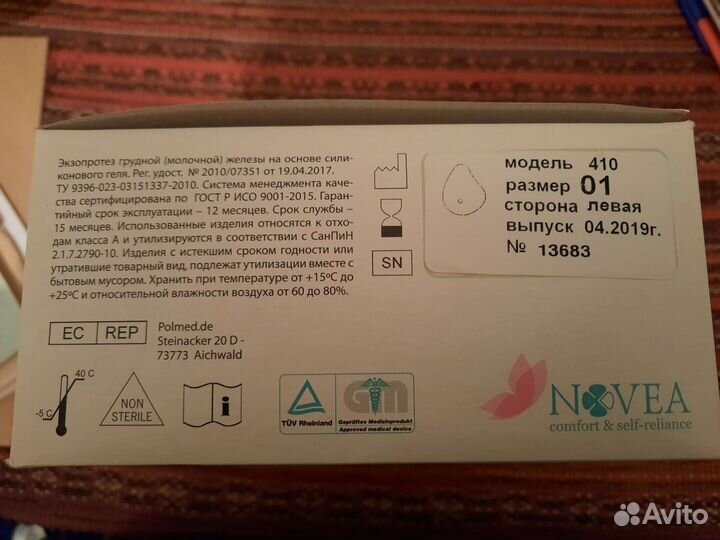 Экзопротез грудной (молочной) железы на основе сили-
конового геля. Рег. удост. № 2010/07351 от 19.04.2017.
ТУ 9396-023-03151337-2010. Система менеджмента каче-
ства сертифицирована по ГОСТ Р ИСО 9001-2015. Гаран-
тийный срок эксплуатации – 12 месяцев. Срок службы –
15 месяцев. Использованные изделия относятся к отхо-
дам класса А и утилизируются в соответствии с СанПиН
2.1.7.2790-10. Изделия с истекшим сроком годности или
утратившие товарный вид, подлежат утилизации вместе с
бытовым мусором. Хранить при температуре от +15°С до
+25°С и относительной влажности воздуха от 60 до 80%.
SN
модель 410
размер 01
сторона левая
выпуск 04.2019г.
№ 13683
EC REP
Polmed.de
Steinacker 20 D -
73773 Aichwald
40 C
-5 C
NON
STERILE
i
TÜV Rheinland
GM
Geprüftes Medizinprodukt
Approved medical device
NOVEA
comfort & self-reliance
Avito